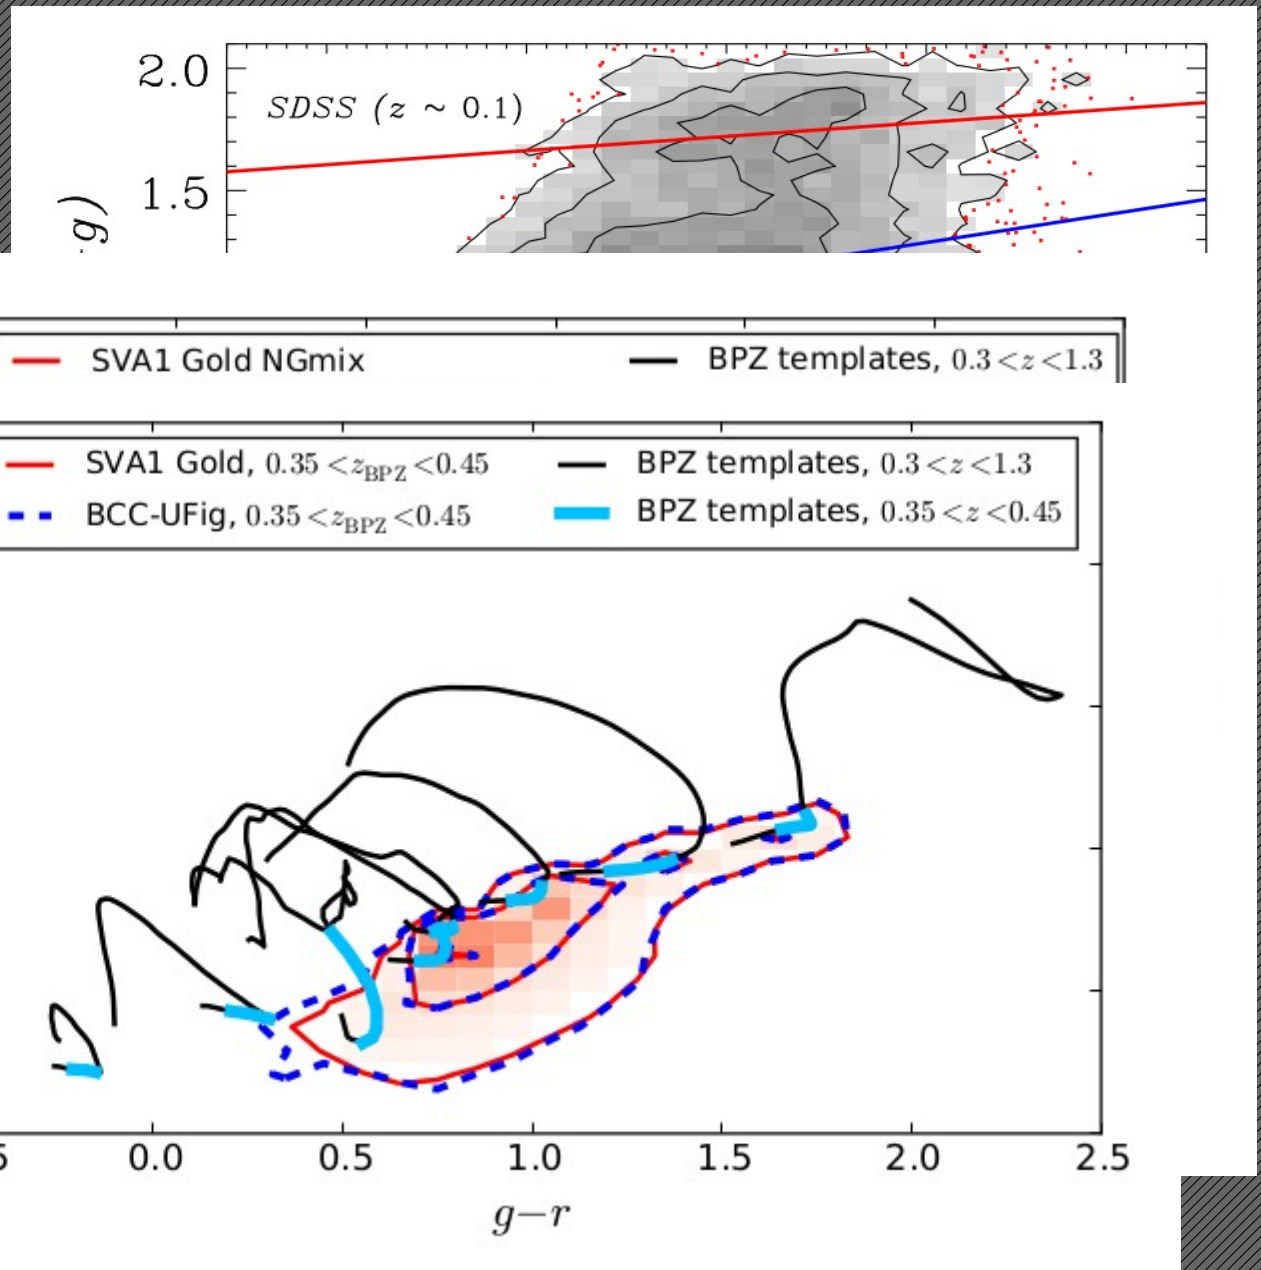 2.0
SDSS (z ~ 0.1)
1.5
g)
SVA1 Gold NGmix
BPZ templates, 0.3<z<1.3
SVA1 Gold, 0.35<z_BPZ<0.45
BPZ templates, 0.3<z<1.3
BCC-UFig, 0.35<z_BPZ<0.45
BPZ templates, 0.35<z<0.45
0.0 0.5 1.0 1.5 2.0 2.5
g−r